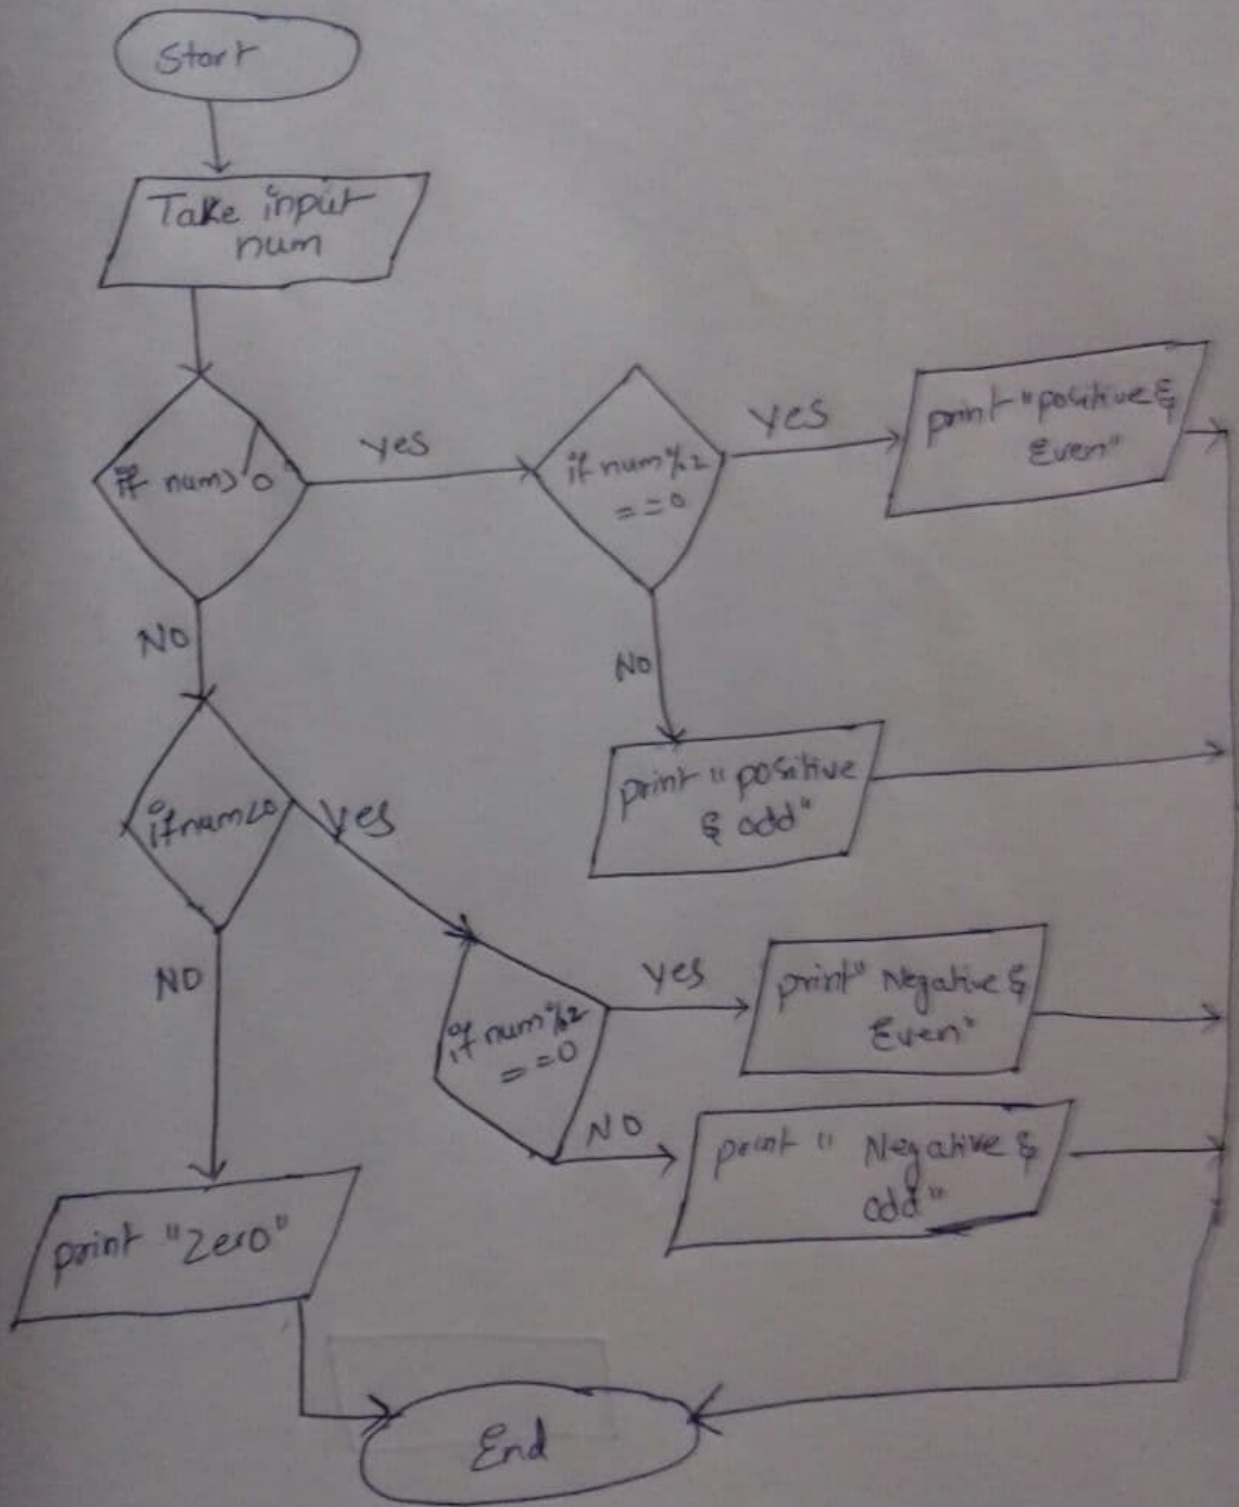 Start
Take input
num
if num>0
yes
if num%2
==0
yes
print "positive &
Even"
NO
NO
print "positive
& odd"
if num<0
yes
NO
if num%2
==0
yes
print "Negative &
Even"
NO
print "Negative &
odd"
print "Zero"
End